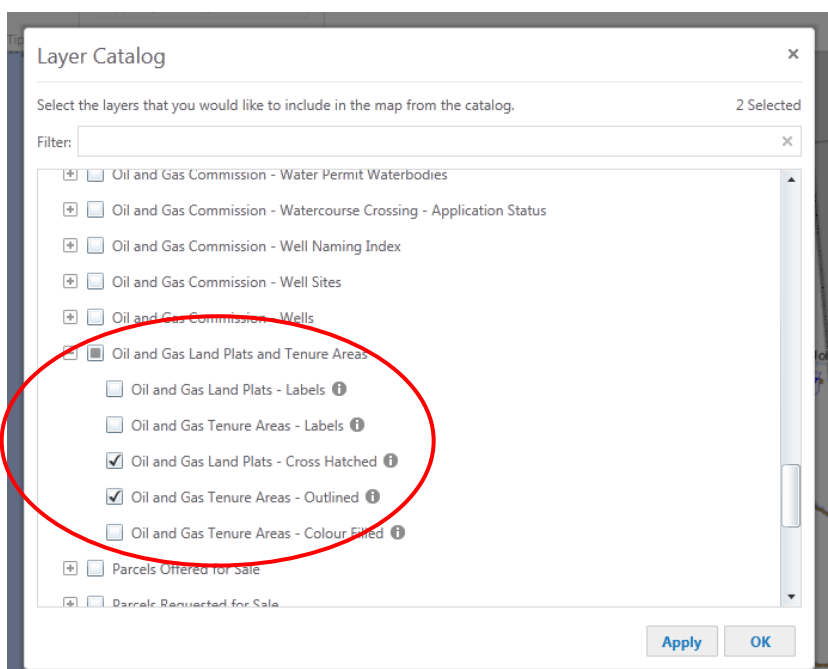 Tip
Layer Catalog
Select the layers that you would like to include in the map from the catalog. 2 Selected
Filter:
Oil and Gas Commission - Water Permit Waterbodies
Oil and Gas Commission - Watercourse Crossing - Application Status
Oil and Gas Commission - Well Naming Index
Oil and Gas Commission - Well Sites
Oil and Gas Commission - Wells
Oil and Gas Land Plats and Tenure Areas
Oil and Gas Land Plats - Labels
Oil and Gas Tenure Areas - Labels
Oil and Gas Land Plats - Cross Hatched
Oil and Gas Tenure Areas - Outlined
Oil and Gas Tenure Areas - Colour Filled
Parcels Offered for Sale
Parcels Requested for Sale
Apply OK